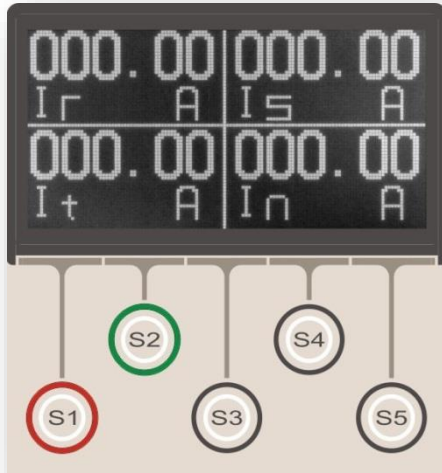 000.00 000.00
Ir A Is A
000.00 000.00
It A In A
S2 S4
S1 S3 S5